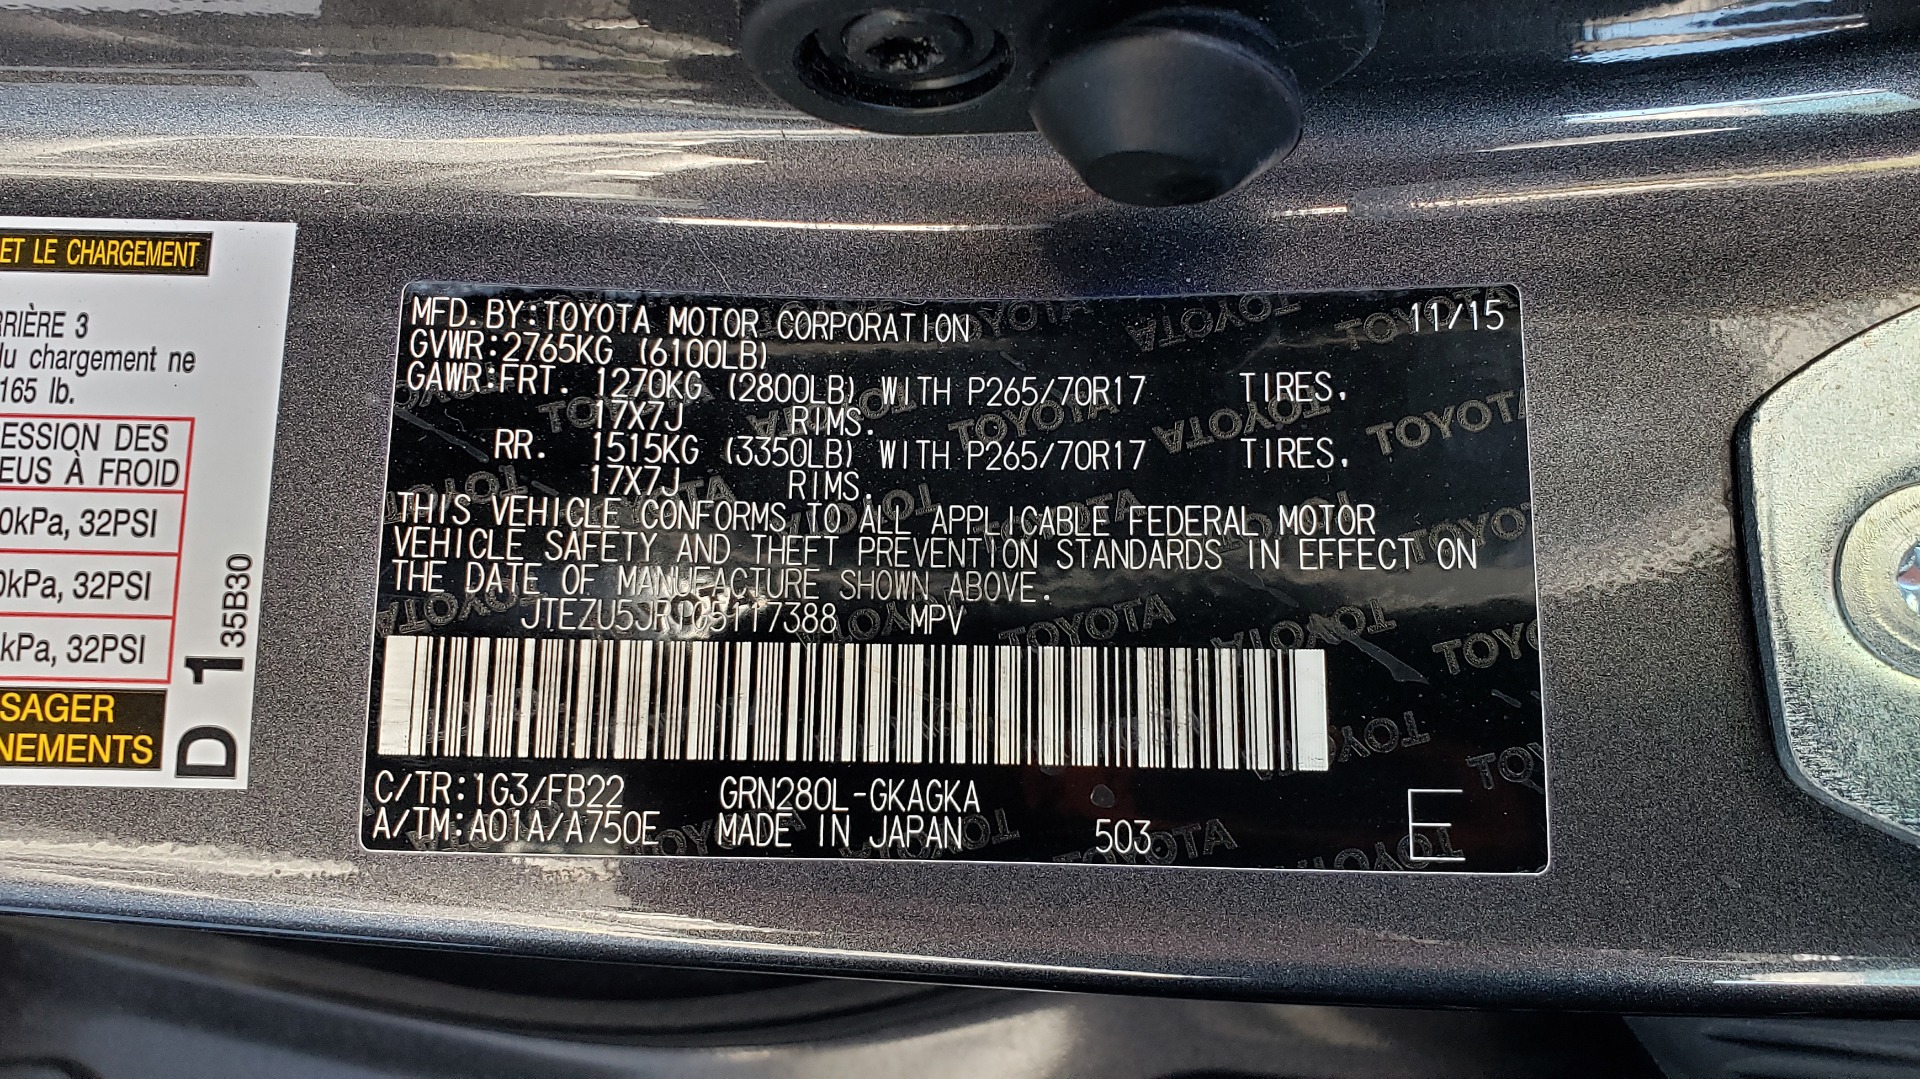 ET LE CHARGEMENT
RRIÈRE 3
du chargement ne
165 lb.
ESSION DES
EUS À FROID
0kPa, 32PSI
0kPa, 32PSI
kPa, 32PSI
SAGER
NEMENTS
D 1 35B30
MFD.BY:TOYOTA MOTOR CORPORATION 11/15
GVWR:2765KG (6100LB)
GAWR:FRT. 1270KG (2800LB) WITH P265/70R17 TIRES,
17X7J RIMS.
RR. 1515KG (3350LB) WITH P265/70R17 TIRES,
17X7J RIMS.
THIS VEHICLE CONFORMS TO ALL APPLICABLE FEDERAL MOTOR
VEHICLE SAFETY AND THEFT PREVENTION STANDARDS IN EFFECT ON
THE DATE OF MANUFACTURE SHOWN ABOVE.
JTEZU5JR1G5117388 MPV
C/TR:1G3/FB22 GRN280L-GKAGKA
A/TM:A01A/A750E MADE IN JAPAN 503 E